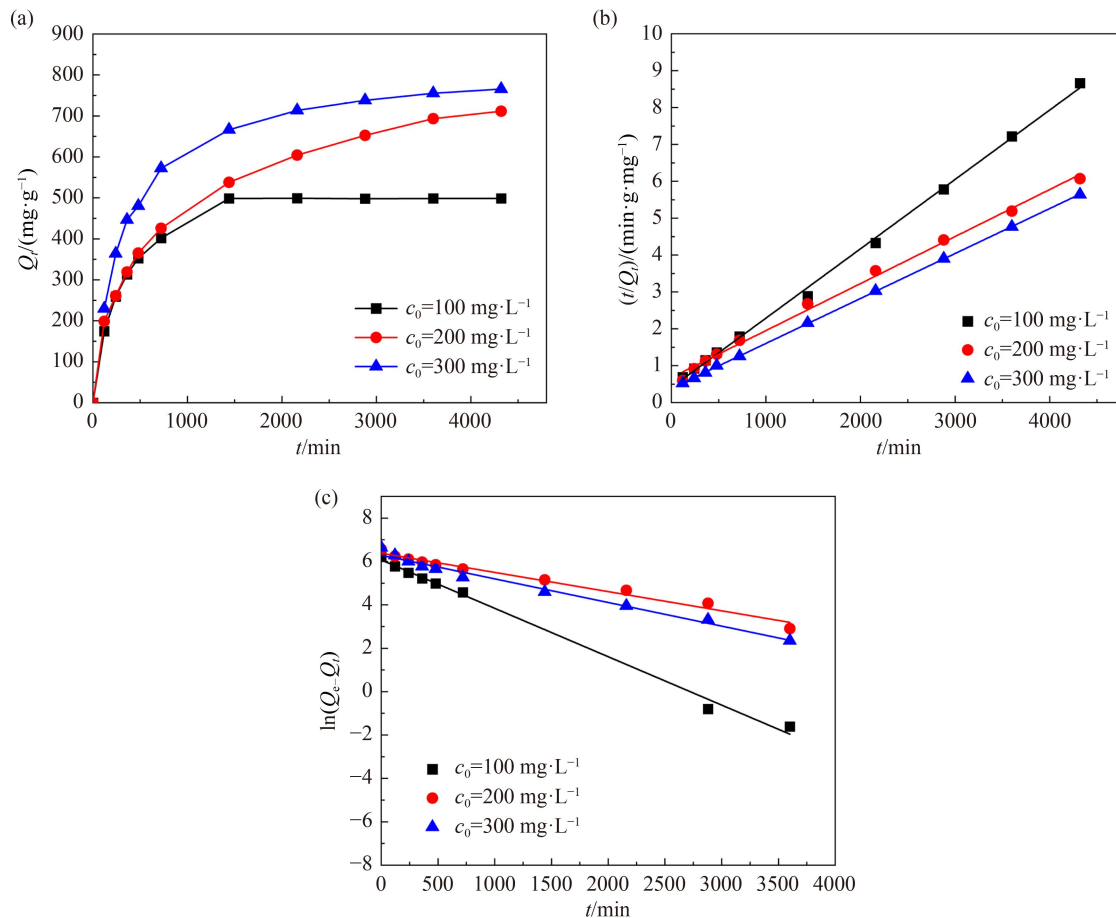 (a)
900
800
700
600
500
400
300
200
100
0
Qₜ/(mg·g⁻¹)
c₀=100 mg·L⁻¹
c₀=200 mg·L⁻¹
c₀=300 mg·L⁻¹
0 1000 2000 3000 4000
t/min
(b)
10
9
8
7
6
5
4
3
2
1
0
(t/Qₜ)/(min·g·mg⁻¹)
c₀=100 mg·L⁻¹
c₀=200 mg·L⁻¹
c₀=300 mg·L⁻¹
0 1000 2000 3000 4000
t/min
(c)
8
6
4
2
0
−2
−4
−6
−8
ln(Qₑ−Qₜ)
c₀=100 mg·L⁻¹
c₀=200 mg·L⁻¹
c₀=300 mg·L⁻¹
0 500 1000 1500 2000 2500 3000 3500 4000
t/min